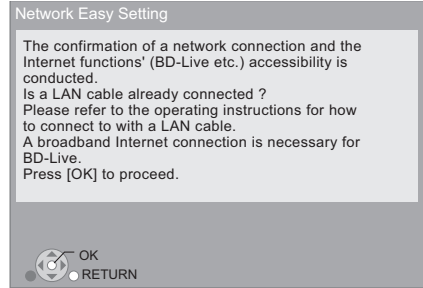 Network Easy Setting
The confirmation of a network connection and the
Internet functions' (BD-Live etc.) accessibility is
conducted.
Is a LAN cable already connected ?
Please refer to the operating instructions for how
to connect to with a LAN cable.
A broadband Internet connection is necessary for
BD-Live.
Press [OK] to proceed.
OK
RETURN